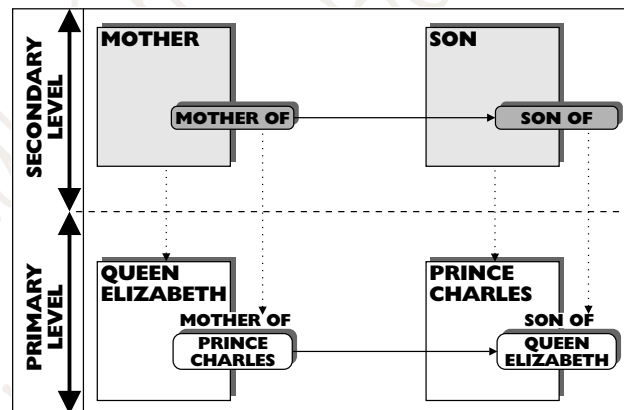 SECONDARY
LEVEL
MOTHER
SON
MOTHER OF
SON OF
PRIMARY
LEVEL
QUEEN
ELIZABETH
PRINCE
CHARLES
MOTHER OF
PRINCE
CHARLES
SON OF
QUEEN
ELIZABETH